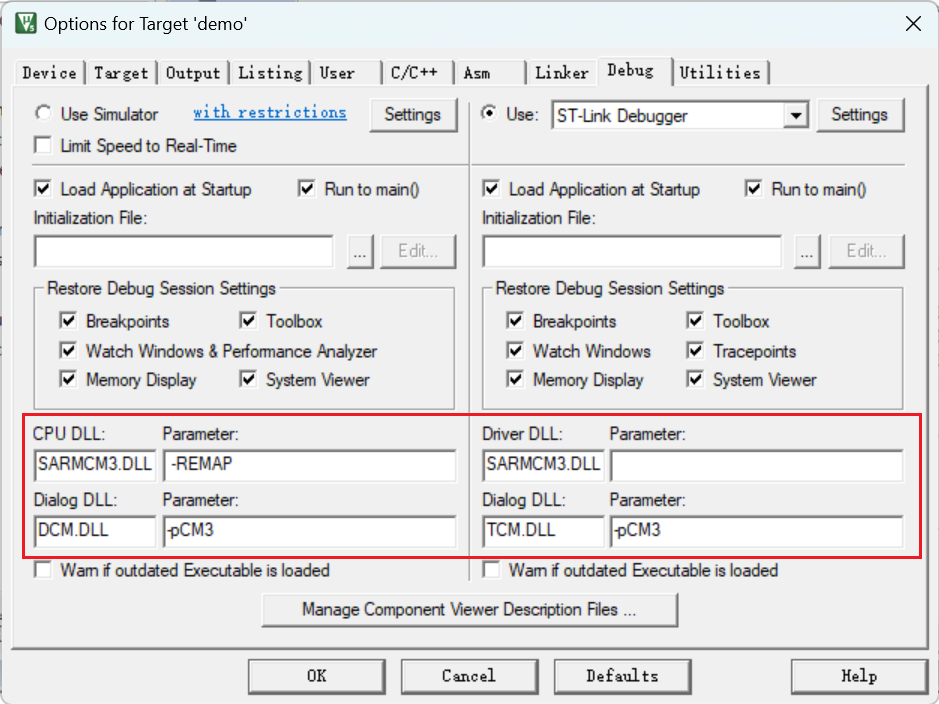 Options for Target 'demo'
Device Target Output Listing User C/C++ Asm Linker Debug Utilities
Use Simulator with restrictions Settings Use: ST-Link Debugger Settings
Limit Speed to Real-Time
Load Application at Startup Run to main() Load Application at Startup Run to main()
Initialization File: Initialization File:
... Edit... ... Edit...
Restore Debug Session Settings Restore Debug Session Settings
Breakpoints Toolbox Breakpoints Toolbox
Watch Windows & Performance Analyzer Watch Windows Tracepoints
Memory Display System Viewer Memory Display System Viewer
CPU DLL: Parameter: Driver DLL: Parameter:
SARMCM3.DLL -REMAP SARMCM3.DLL
Dialog DLL: Parameter: Dialog DLL: Parameter:
DCM.DLL -pCM3 TCM.DLL -pCM3
Warn if outdated Executable is loaded Warn if outdated Executable is loaded
Manage Component Viewer Description Files ...
OK Cancel Defaults Help